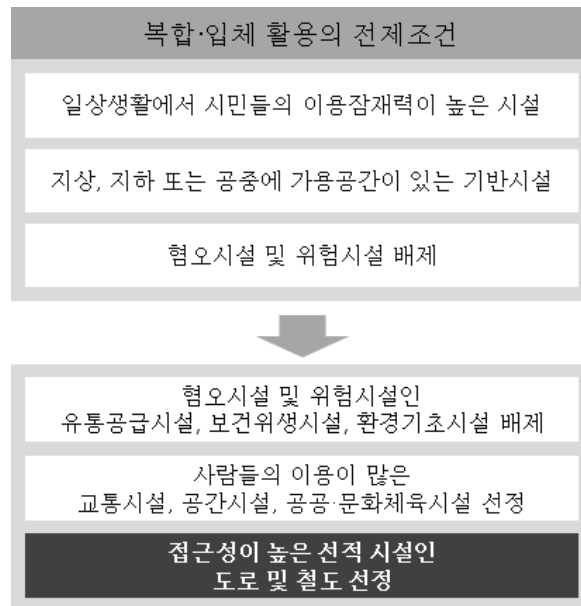 복합·입체 활용의 전제조건
일상생활에서 시민들의 이용잠재력이 높은 시설
지상, 지하 또는 공중에 가용공간이 있는 기반시설
혐오시설 및 위험시설 배제
혐오시설 및 위험시설인
유통공급시설, 보건위생시설, 환경기초시설 배제
사람들의 이용이 많은
교통시설, 공간시설, 공공·문화체육시설 선정
접근성이 높은 선적 시설인
도로 및 철도 선정